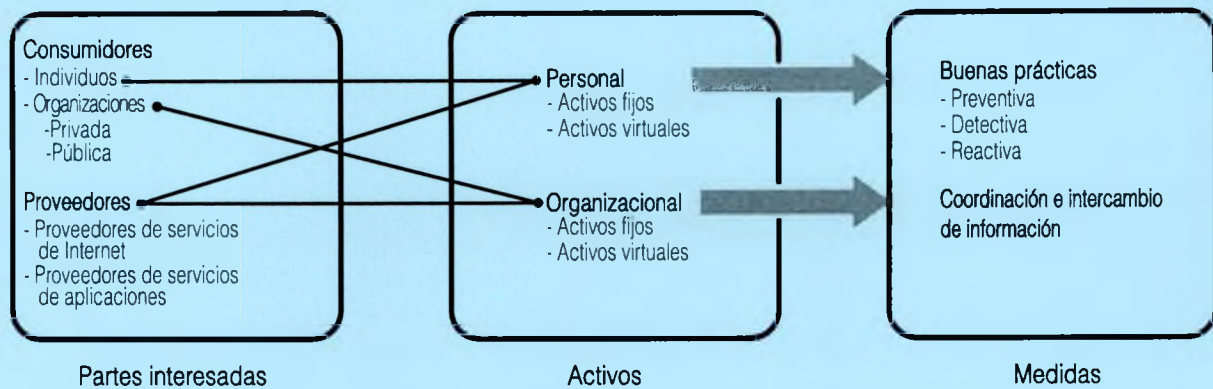 Consumidores
- Individuos
- Organizaciones
-Privada
-Pública
Proveedores
- Proveedores de servicios
de Internet
- Proveedores de servicios
de aplicaciones
Partes interesadas
Personal
- Activos fijos
- Activos virtuales
Organizacional
- Activos fijos
- Activos virtuales
Activos
Buenas prácticas
- Preventiva
- Detectiva
- Reactiva
Coordinación e intercambio
de información
Medidas